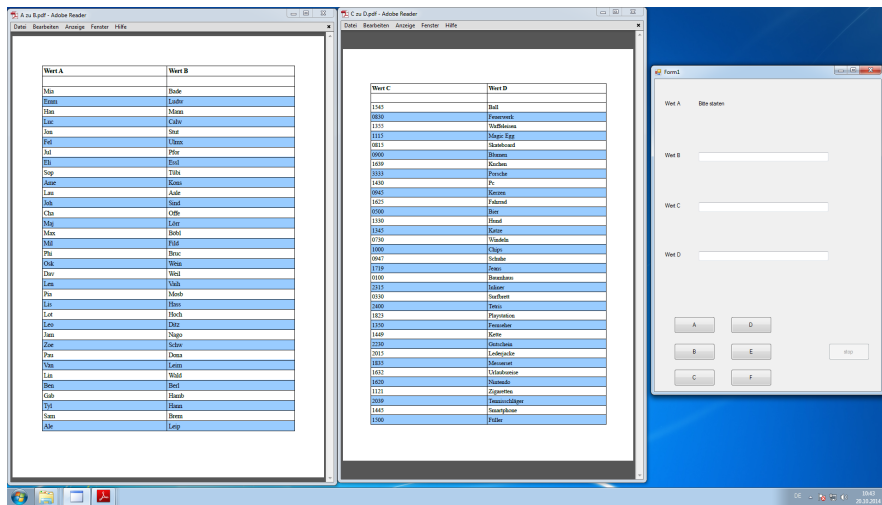 A zu B.pdf - Adobe Reader
Datei Bearbeiten Anzeige Fenster Hilfe
Wert A Wert B
Mia Bade
Emm Ludw
Han Mann
Luc Calw
Jon Stut
Fel Ulmx
Jul Pfor
Eli Essl
Sop Tübi
Ame Kons
Lau Aale
Joh Sind
Cha Offe
Maj Lörr
Max Böbl
Mil Fild
Phi Bruc
Osk Wein
Dav Weil
Len Vaih
Pia Mosb
Lis Hass
Lot Hoch
Leo Ditz
Jam Nago
Zoe Schw
Pau Dona
Van Leim
Lin Wald
Ben Berl
Gab Hamb
Tyl Hann
Sam Brem
Ale Leip
C zu D.pdf - Adobe Reader
Datei Bearbeiten Anzeige Fenster Hilfe
Wert C Wert D
1545 Ball
0830 Feuerwerk
1355 Waffeleisen
1115 Magic Egg
0815 Skateboard
0900 Blumen
1639 Kuchen
3333 Porsche
1430 Pc
0945 Kerzen
1625 Fahrrad
0500 Bier
1330 Hund
1345 Katze
0730 Windeln
1000 Chips
0947 Schuhe
1719 Jeans
0100 Baumhaus
2315 Inliner
0330 Surfbrett
2400 Tetris
1823 Playstation
1350 Fernseher
1449 Kette
2230 Gutschein
2015 Lederjacke
1835 Messerset
1632 Urlaubsreise
1620 Nintendo
1121 Zigaretten
2039 Tennisschläger
1445 Smartphone
1500 Füller
Form1
Wert A Bitte starten
Wert B
Wert C
Wert D
A D
B E stop
C F
DE 10:43
20.10.2014